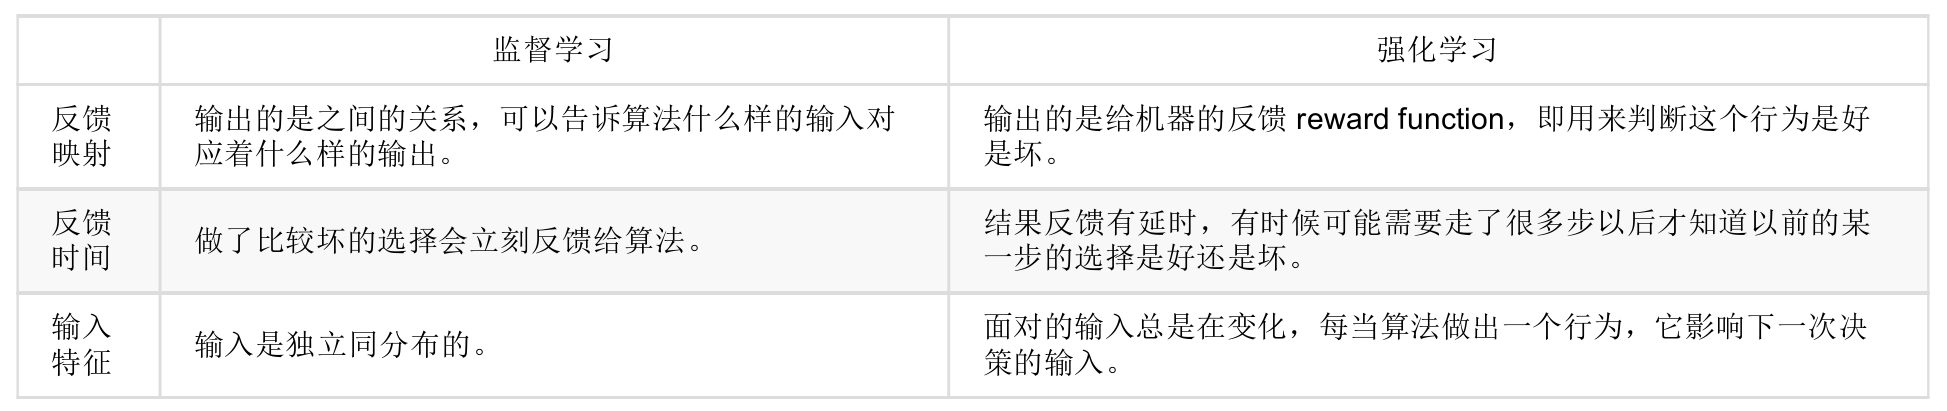 监督学习
强化学习
反馈
映射
输出的是之间的关系，可以告诉算法什么样的输入对
应着什么样的输出。
输出的是给机器的反馈 reward function，即用来判断这个行为是好
是坏。
反馈
时间
做了比较坏的选择会立刻反馈给算法。
结果反馈有延时，有时候可能需要走了很多步以后才知道以前的某
一步的选择是好还是坏。
输入
特征
输入是独立同分布的。
面对的输入总是在变化，每当算法做出一个行为，它影响下一次决
策的输入。